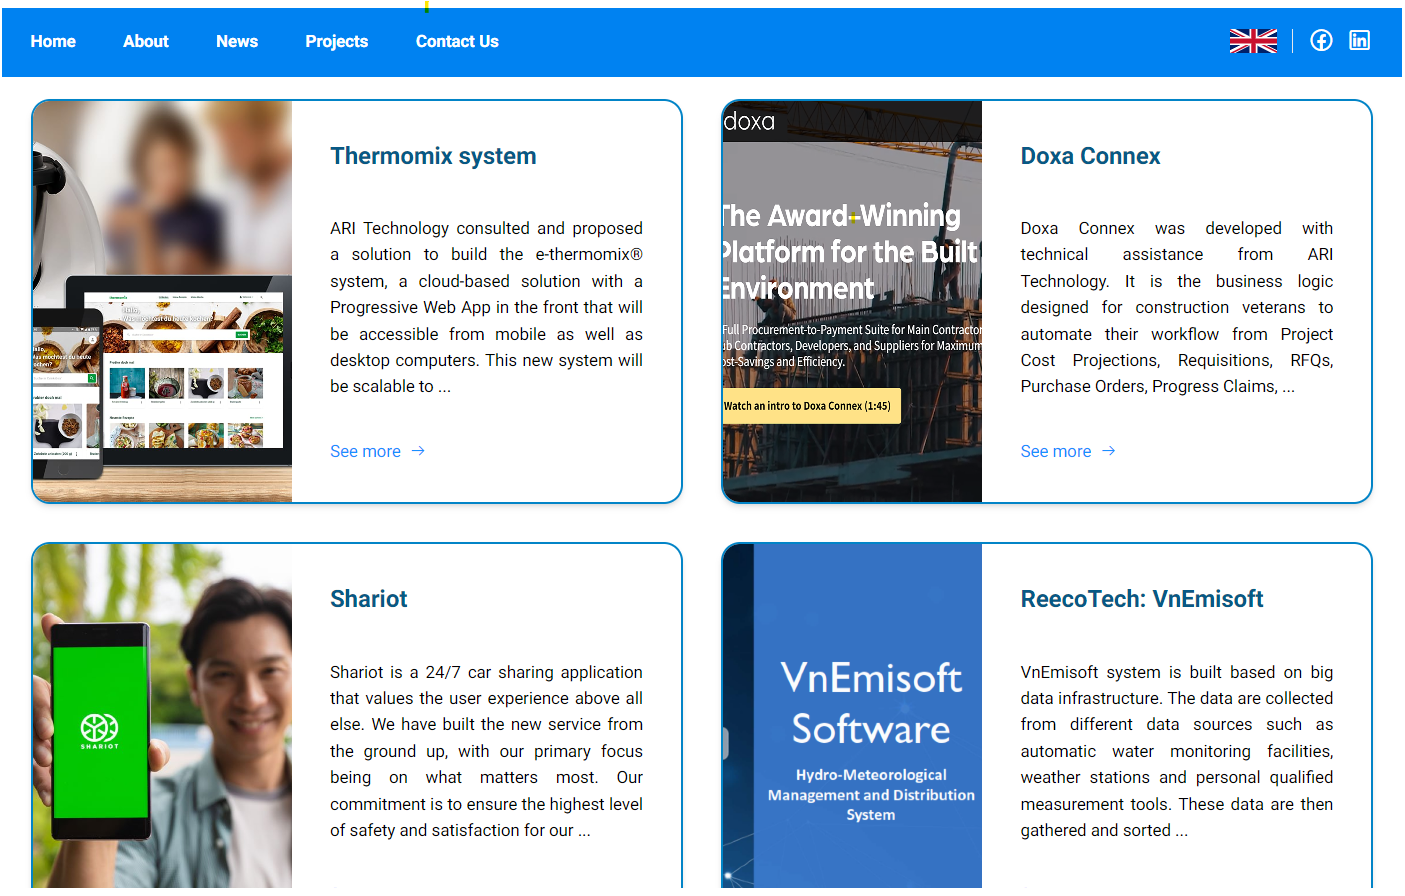 Home About News Projects Contact Us
Thermomix system
ARI Technology consulted and proposed
a solution to build the e-thermomix®
system, a cloud-based solution with a
Progressive Web App in the front that will
be accessible from mobile as well as
desktop computers. This new system will
be scalable to ...
See more
doxa
The Award-Winning
Platform for the Built
Environment
Full Procurement-to-Payment Suite for Main Contractor
ub Contractors, Developers, and Suppliers for Maximum
ost-Savings and Efficiency.
Watch an intro to Doxa Connex (1:45)
Doxa Connex
Doxa Connex was developed with
technical assistance from ARI
Technology. It is the business logic
designed for construction veterans to
automate their workflow from Project
Cost Projections, Requisitions, RFQs,
Purchase Orders, Progress Claims, ...
See more
SHARIOT
Shariot
Shariot is a 24/7 car sharing application
that values the user experience above all
else. We have built the new service from
the ground up, with our primary focus
being on what matters most. Our
commitment is to ensure the highest level
of safety and satisfaction for our ...
VnEmisoft
Software
Hydro-Meteorological
Management and Distribution
System
ReecoTech: VnEmisoft
VnEmisoft system is built based on big
data infrastructure. The data are collected
from different data sources such as
automatic water monitoring facilities,
weather stations and personal qualified
measurement tools. These data are then
gathered and sorted ...